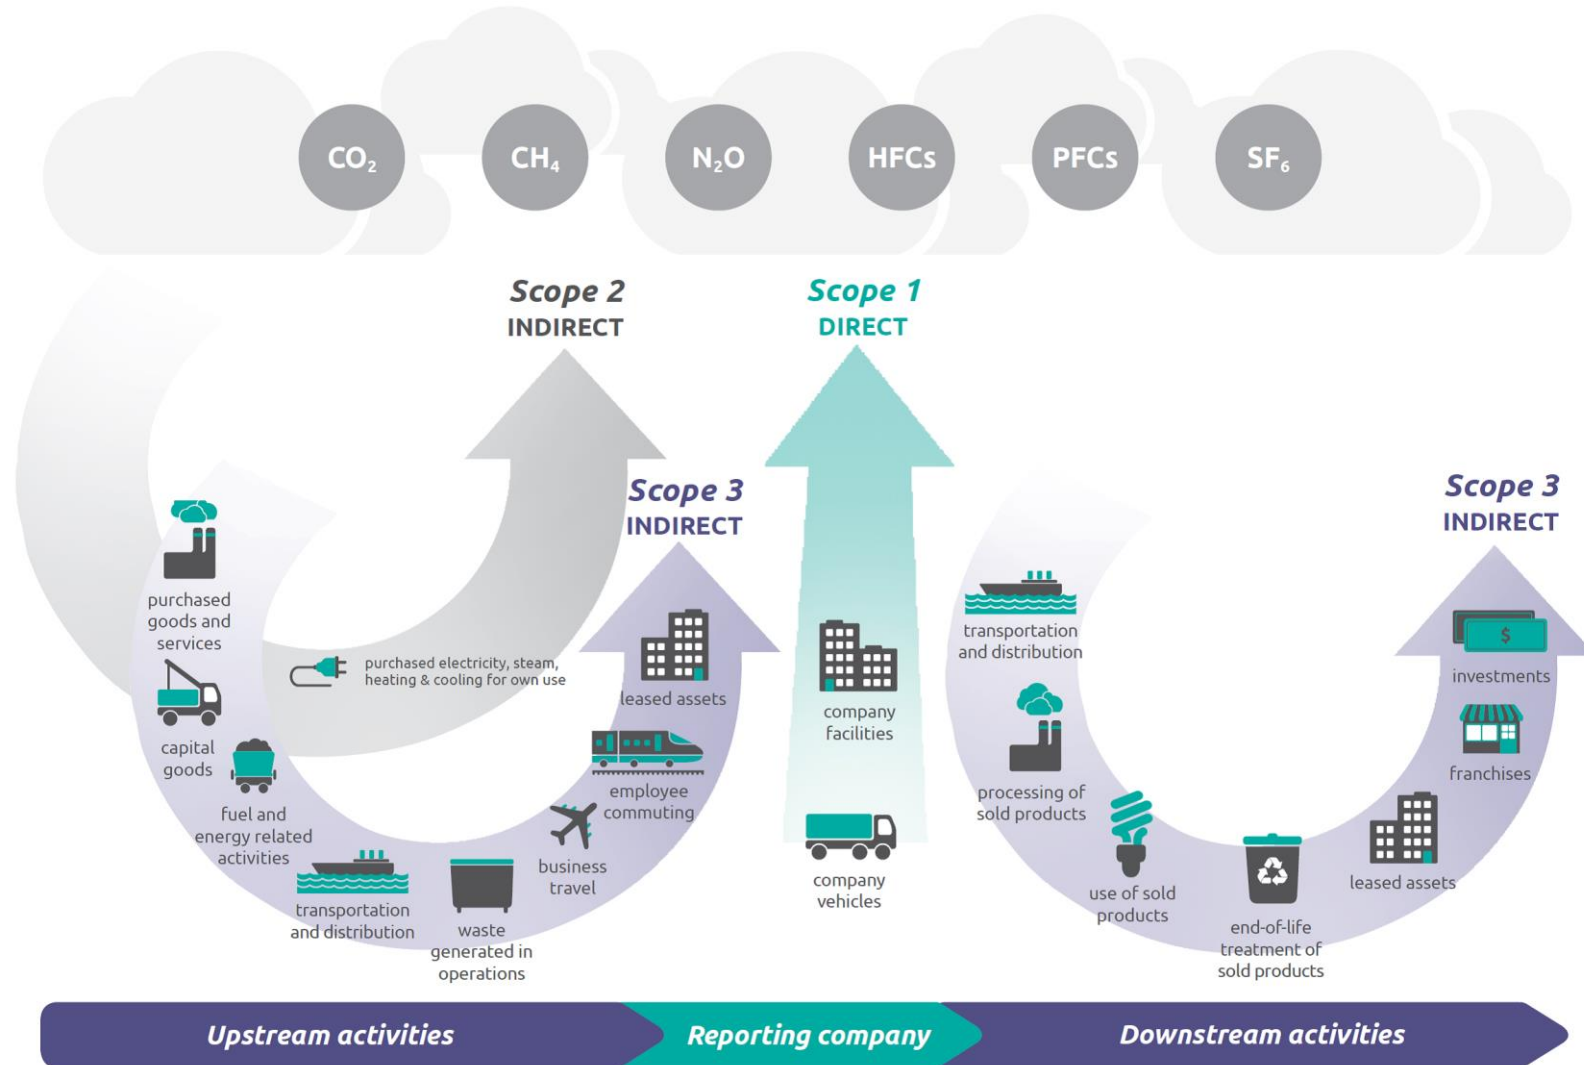 CO₂
CH₄
N₂O
HFCs
PFCs
SF₆
Scope 2
INDIRECT
Scope 1
DIRECT
Scope 3
INDIRECT
Scope 3
INDIRECT
purchased
goods and
services
capital
goods
fuel and
energy related
activities
purchased electricity, steam,
heating & cooling for own use
transportation
and distribution
waste
generated in
operations
business
travel
employee
commuting
leased assets
company
facilities
company
vehicles
transportation
and distribution
processing of
sold products
use of sold
products
end-of-life
treatment of
sold products
leased assets
franchises
$
investments
Upstream activities
Reporting company
Downstream activities